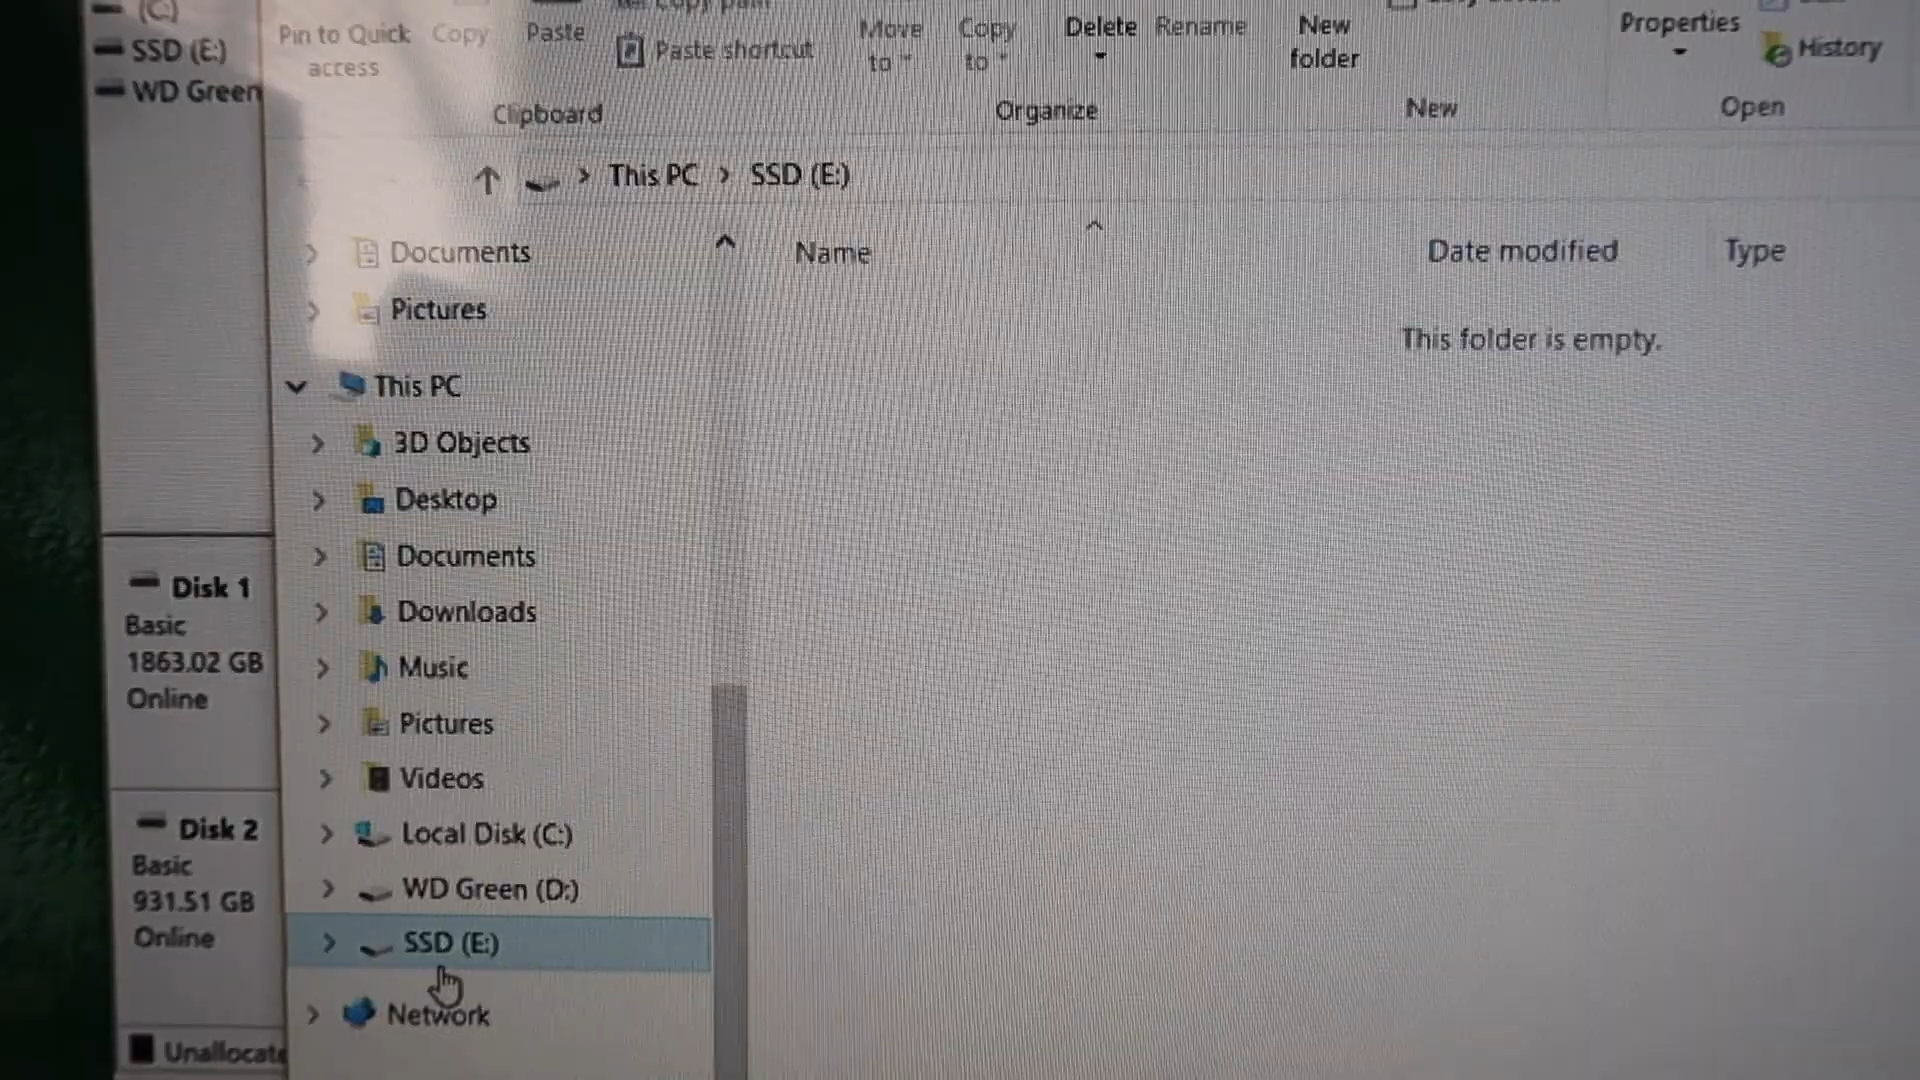 (C:)
SSD (E:)
WD Green
Pin to Quick access
Copy
Paste
Paste shortcut
Move to
Copy to
Delete
Rename
New folder
Properties
History
Clipboard
Organize
New
Open
This PC > SSD (E:)
Name
Date modified
Type
This folder is empty.
Documents
Pictures
This PC
3D Objects
Desktop
Documents
Downloads
Music
Pictures
Videos
Local Disk (C:)
WD Green (D:)
SSD (E:)
Network
Disk 1
Basic
1863.02 GB
Online
Disk 2
Basic
931.51 GB
Online
Unallocate